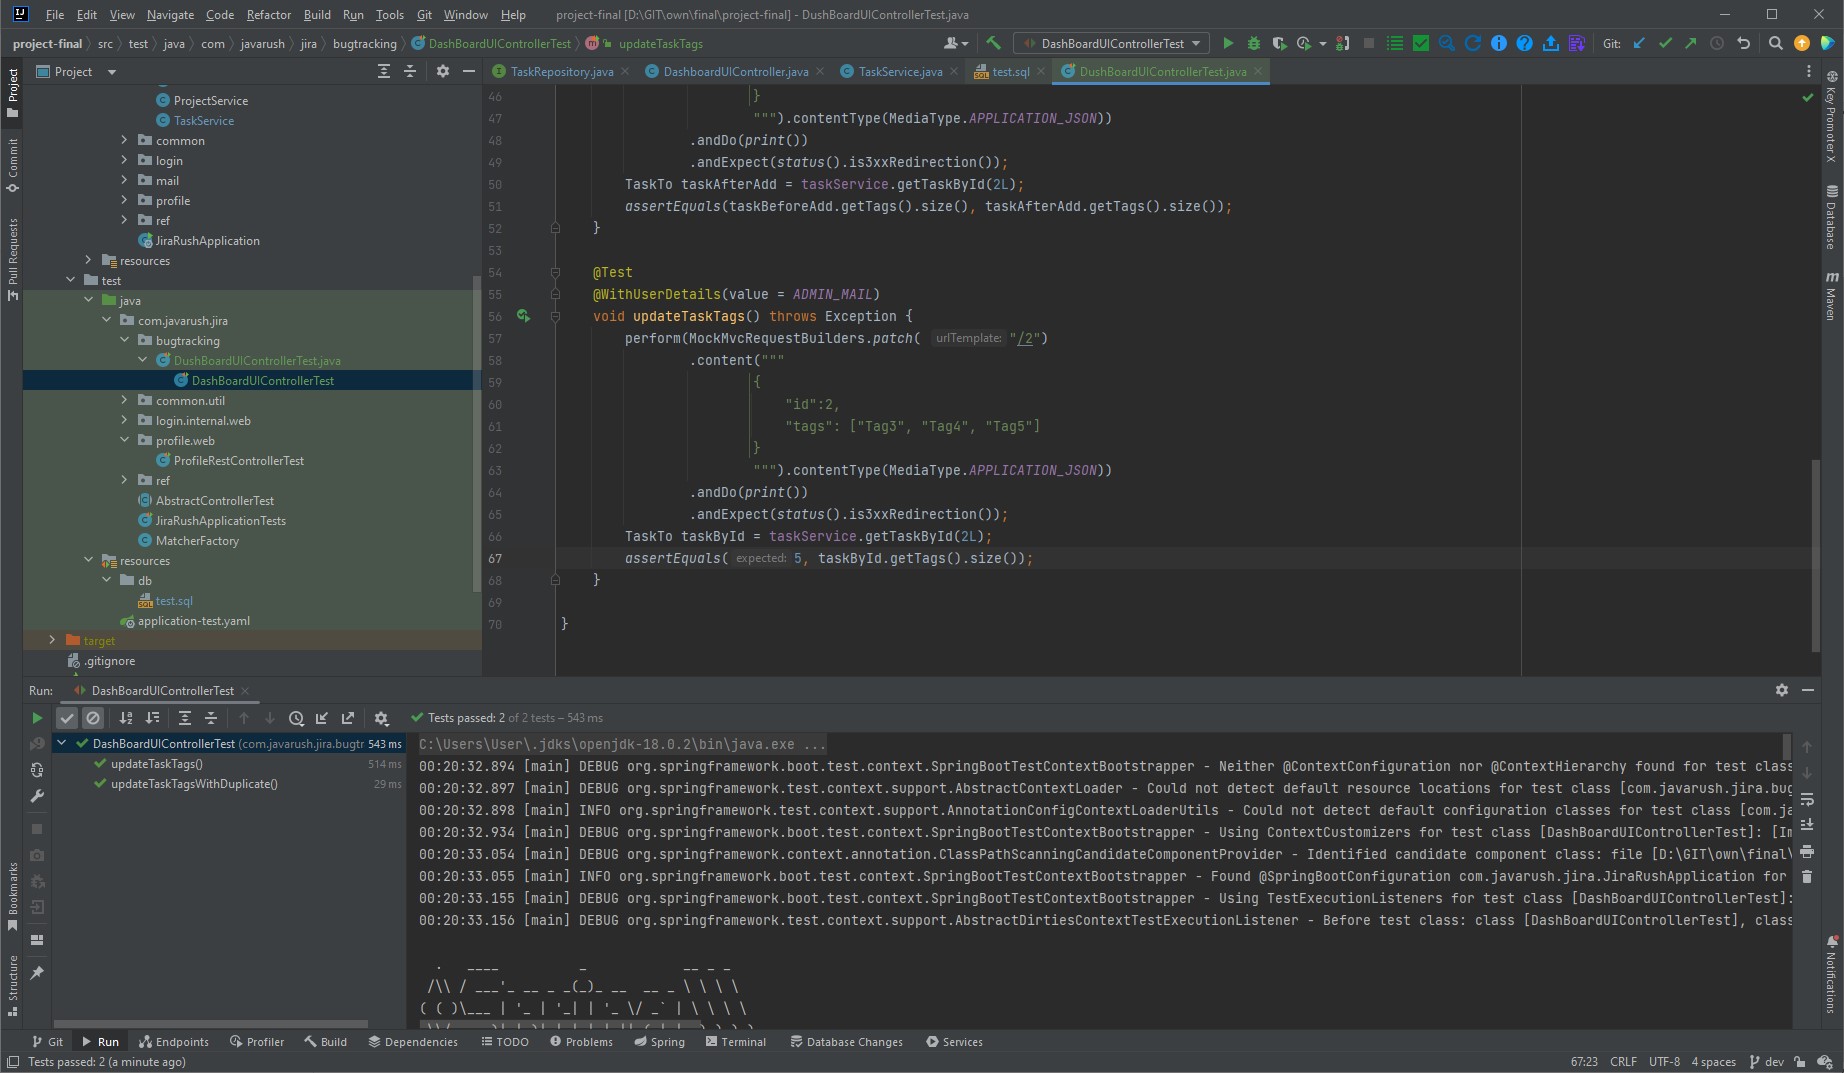 File Edit View Navigate Code Refactor Build Run Tools Git Window Help project-final [D:\GIT\own\final\project-final] - DushBoardUIControllerTest.java
project-final src test java com javarush jira bugtracking DashBoardUIControllerTest updateTaskTags DashBoardUIControllerTest Git:
Project
TaskRepository.java DashboardUIController.java TaskService.java test.sql DushBoardUIControllerTest.java
Project
Commit
Pull Requests
Bookmarks
Structure
ProjectService
TaskService
common
login
mail
profile
ref
JiraRushApplication
resources
test
java
com.javarush.jira
bugtracking
DushBoardUIControllerTest.java
DashBoardUIControllerTest
common.util
login.internal.web
profile.web
ProfileRestControllerTest
ref
AbstractControllerTest
JiraRushApplicationTests
MatcherFactory
resources
db
test.sql
application-test.yaml
target
.gitignore
46 }
47 """).contentType(MediaType.APPLICATION_JSON))
48 .andDo(print())
49 .andExpect(status().is3xxRedirection());
50 TaskTo taskAfterAdd = taskService.getTaskById(2L);
51 assertEquals(taskBeforeAdd.getTags().size(), taskAfterAdd.getTags().size());
52 }
53
54 @Test
55 @WithUserDetails(value = ADMIN_MAIL)
56 void updateTaskTags() throws Exception {
57 perform(MockMvcRequestBuilders.patch( urlTemplate: "/2")
58 .content("""
59 {
60 "id":2,
61 "tags": ["Tag3", "Tag4", "Tag5"]
62 }
63 """).contentType(MediaType.APPLICATION_JSON))
64 .andDo(print())
65 .andExpect(status().is3xxRedirection());
66 TaskTo taskById = taskService.getTaskById(2L);
67 assertEquals( expected: 5, taskById.getTags().size());
68 }
69
70 }
Key Promoter X
Database
Maven
Notifications
Run: DashBoardUIControllerTest
Tests passed: 2 of 2 tests – 543 ms
DashBoardUIControllerTest (com.javarush.jira.bugtr 543 ms
updateTaskTags() 514 ms
updateTaskTagsWithDuplicate() 29 ms
C:\Users\User\.jdks\openjdk-18.0.2\bin\java.exe ...
00:20:32.894 [main] DEBUG org.springframework.boot.test.context.SpringBootTestContextBootstrapper - Neither @ContextConfiguration nor @ContextHierarchy found for test class
00:20:32.897 [main] DEBUG org.springframework.test.context.support.AbstractContextLoader - Could not detect default resource locations for test class [com.javarush.jira.bug
00:20:32.898 [main] INFO org.springframework.test.context.support.AnnotationConfigContextLoaderUtils - Could not detect default configuration classes for test class [com.ja
00:20:32.934 [main] DEBUG org.springframework.boot.test.context.SpringBootTestContextBootstrapper - Using ContextCustomizers for test class [DashBoardUIControllerTest]: [Im
00:20:33.054 [main] DEBUG org.springframework.context.annotation.ClassPathScanningCandidateComponentProvider - Identified candidate component class: file [D:\GIT\own\final\
00:20:33.055 [main] INFO org.springframework.boot.test.context.SpringBootTestContextBootstrapper - Found @SpringBootConfiguration com.javarush.jira.JiraRushApplication for
00:20:33.155 [main] DEBUG org.springframework.boot.test.context.SpringBootTestContextBootstrapper - Using TestExecutionListeners for test class [DashBoardUIControllerTest]:
00:20:33.156 [main] DEBUG org.springframework.test.context.support.AbstractDirtiesContextTestExecutionListener - Before test class: class [DashBoardUIControllerTest], class
Git Run Endpoints Profiler Build Dependencies TODO Problems Spring Terminal Database Changes Services
Tests passed: 2 (a minute ago) 67:23 CRLF UTF-8 4 spaces dev